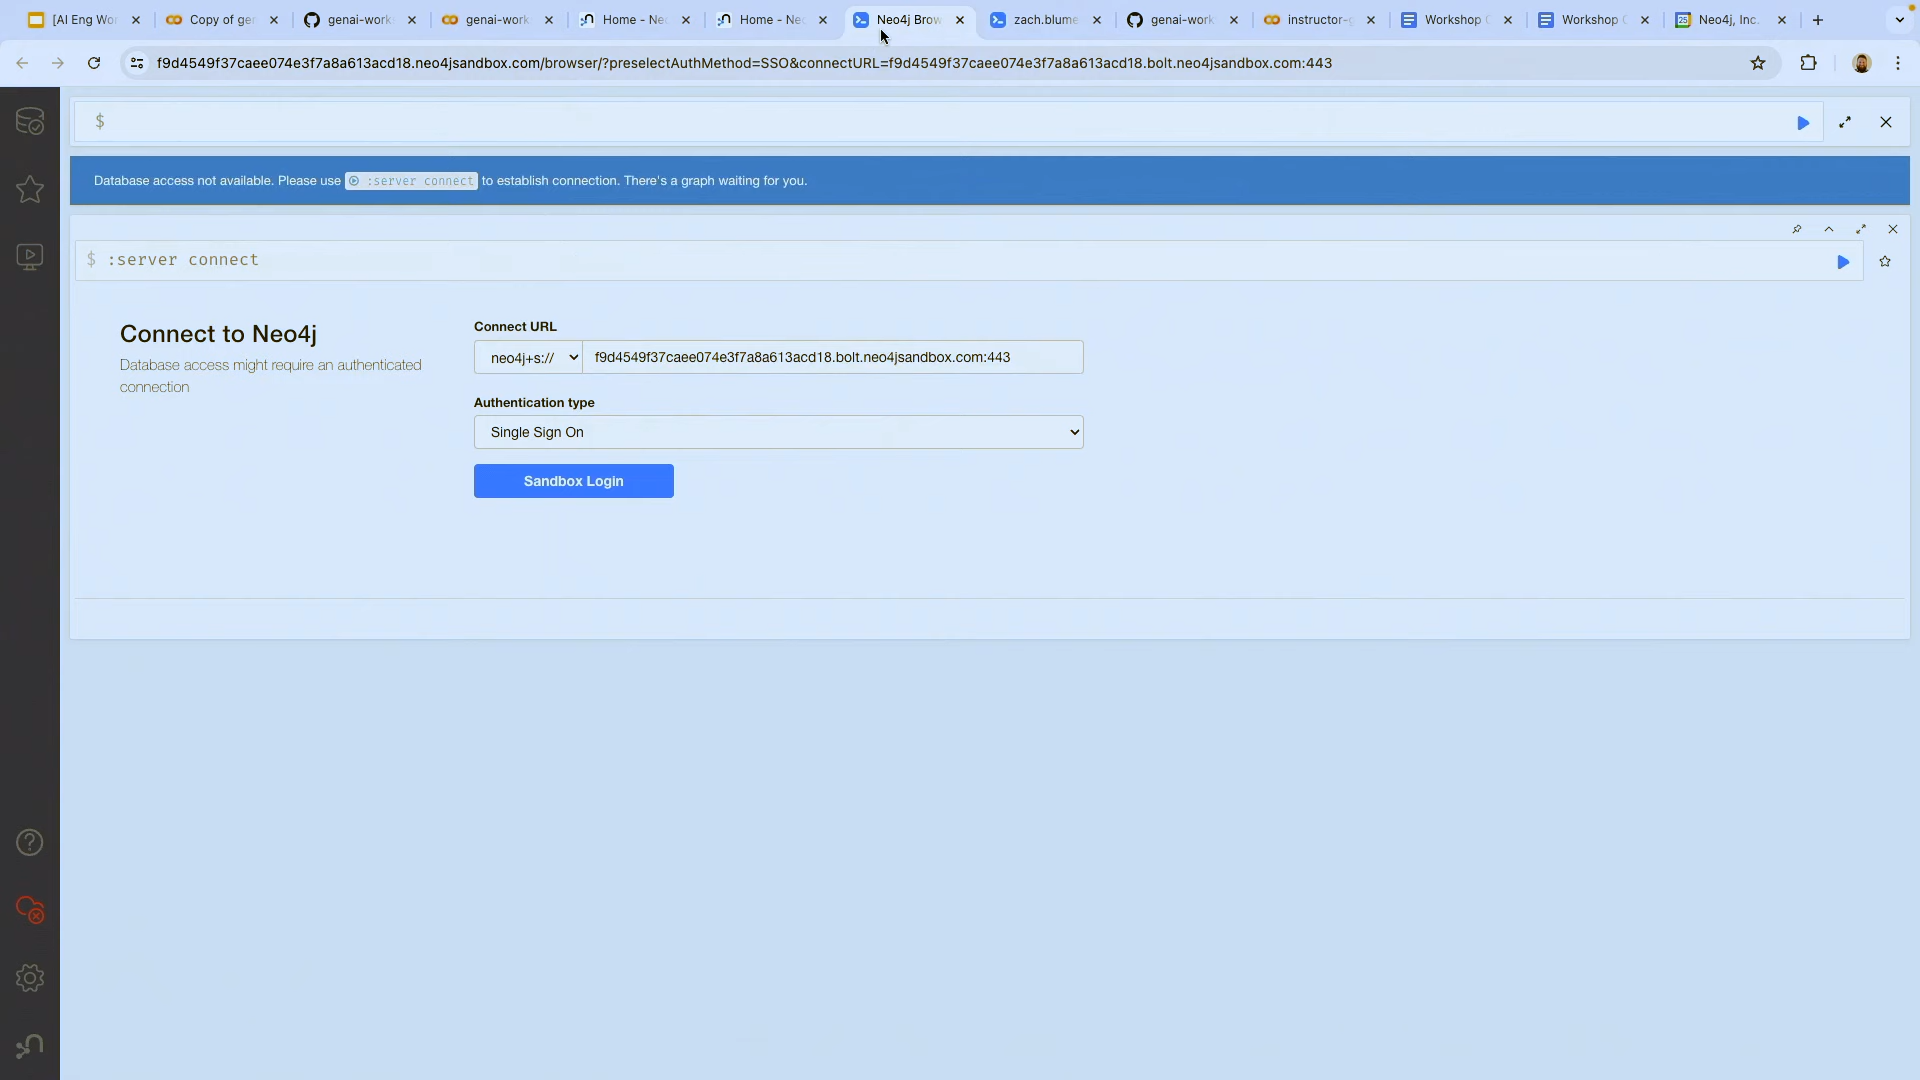 [AI Eng Wo
Copy of ge
genai-work
genai-work
Home - Ne
Home - Ne
Neo4j Brow
zach.blume
genai-work
instructor-g
Workshop
Workshop
Neo4j, Inc.
f9d4549f37caee074e3f7a8a613acd18.neo4jsandbox.com/browser/?preselectAuthMethod=SSO&connectURL=f9d4549f37caee074e3f7a8a613acd18.bolt.neo4jsandbox.com:443
$
Database access not available. Please use :server connect to establish connection. There's a graph waiting for you.
$ :server connect
Connect to Neo4j
Database access might require an authenticated
connection
Connect URL
neo4j+s:// f9d4549f37caee074e3f7a8a613acd18.bolt.neo4jsandbox.com:443
Authentication type
Single Sign On
Sandbox Login